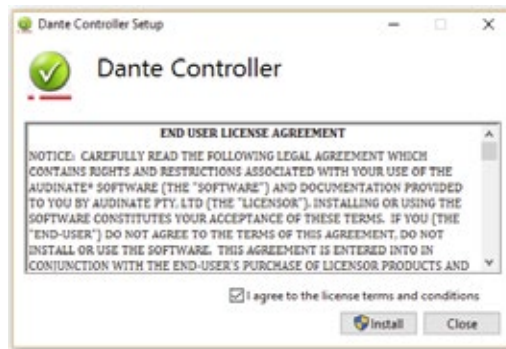 Dante Controller Setup
Dante Controller
END USER LICENSE AGREEMENT
NOTICE: CAREFULLY READ THE FOLLOWING LEGAL AGREEMENT WHICH
CONTAINS RIGHTS AND RESTRICTIONS ASSOCIATED WITH YOUR USE OF THE
AUDINATE® SOFTWARE (THE "SOFTWARE") AND DOCUMENTATION PROVIDED
TO YOU BY AUDINATE PTY. LTD (THE "LICENSOR"). INSTALLING OR USING THE
SOFTWARE CONSTITUTES YOUR ACCEPTANCE OF THESE TERMS. IF YOU (THE
"END-USER") DO NOT AGREE TO THE TERMS OF THIS AGREEMENT, DO NOT
INSTALL OR USE THE SOFTWARE. THIS AGREEMENT IS ENTERED INTO IN
CONJUNCTION WITH THE END-USER'S PURCHASE OF LICENSOR PRODUCTS AND
I agree to the license terms and conditions
Install Close